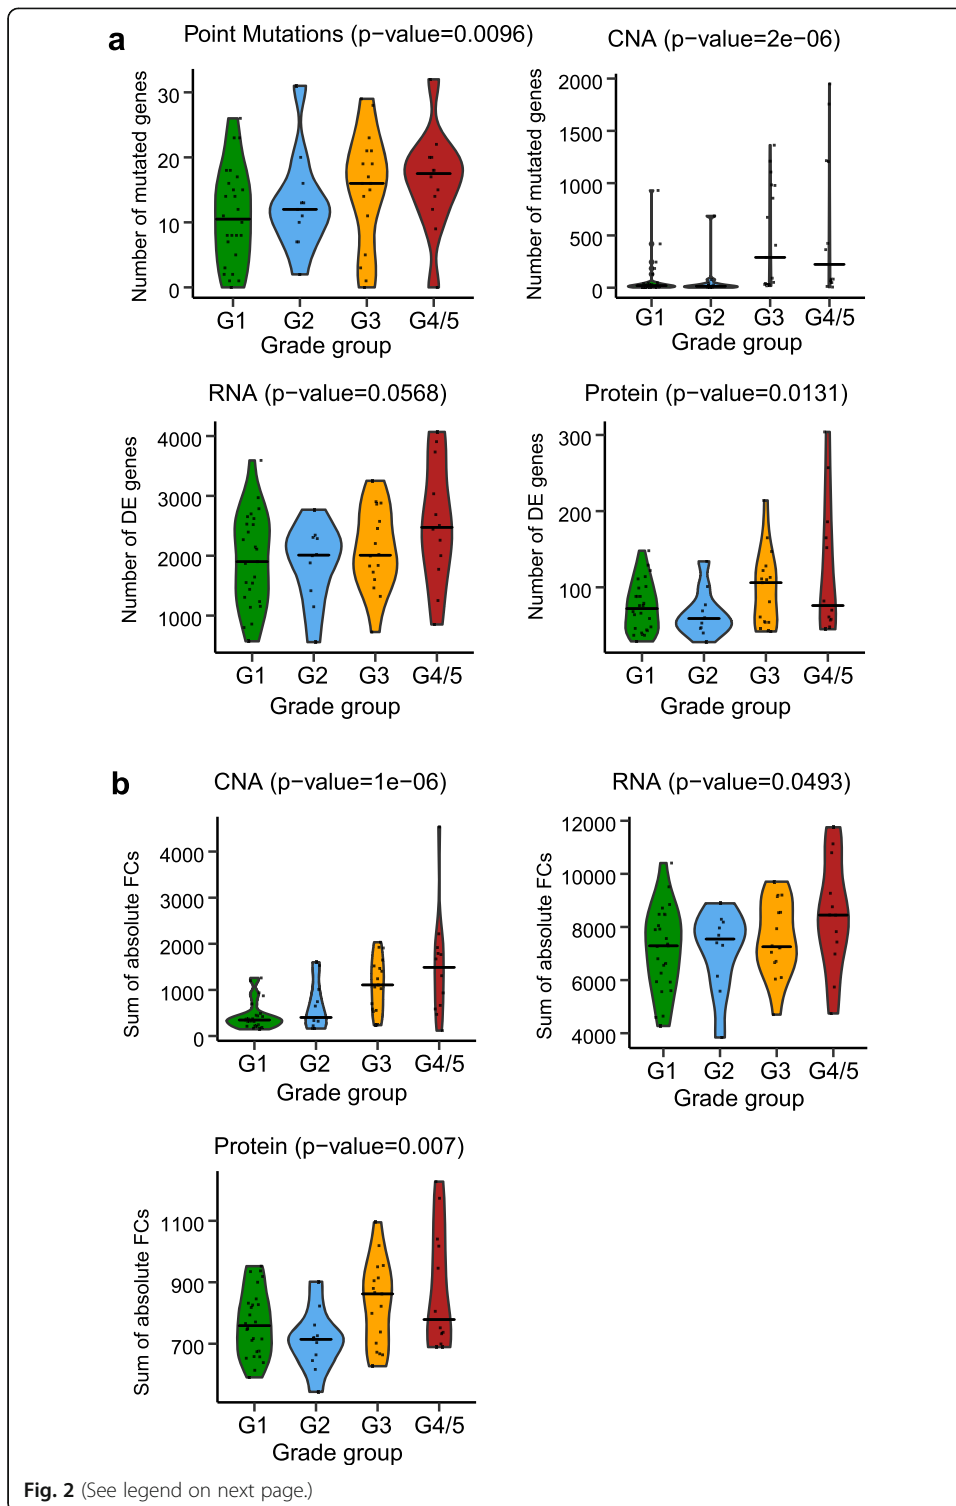 a
Point Mutations (p−value=0.0096)
Number of mutated genes
30
20
10
0
G1 G2 G3 G4/5
Grade group
CNA (p−value=2e−06)
Number of mutated genes
2000
1500
1000
500
0
G1 G2 G3 G4/5
Grade group
RNA (p−value=0.0568)
Number of DE genes
4000
3000
2000
1000
G1 G2 G3 G4/5
Grade group
Protein (p−value=0.0131)
Number of DE genes
300
200
100
G1 G2 G3 G4/5
Grade group
b
CNA (p−value=1e−06)
Sum of absolute FCs
4000
3000
2000
1000
0
G1 G2 G3 G4/5
Grade group
RNA (p−value=0.0493)
Sum of absolute FCs
12000
10000
8000
6000
4000
G1 G2 G3 G4/5
Grade group
Protein (p−value=0.007)
Sum of absolute FCs
1100
900
700
G1 G2 G3 G4/5
Grade group
Fig. 2 (See legend on next page.)